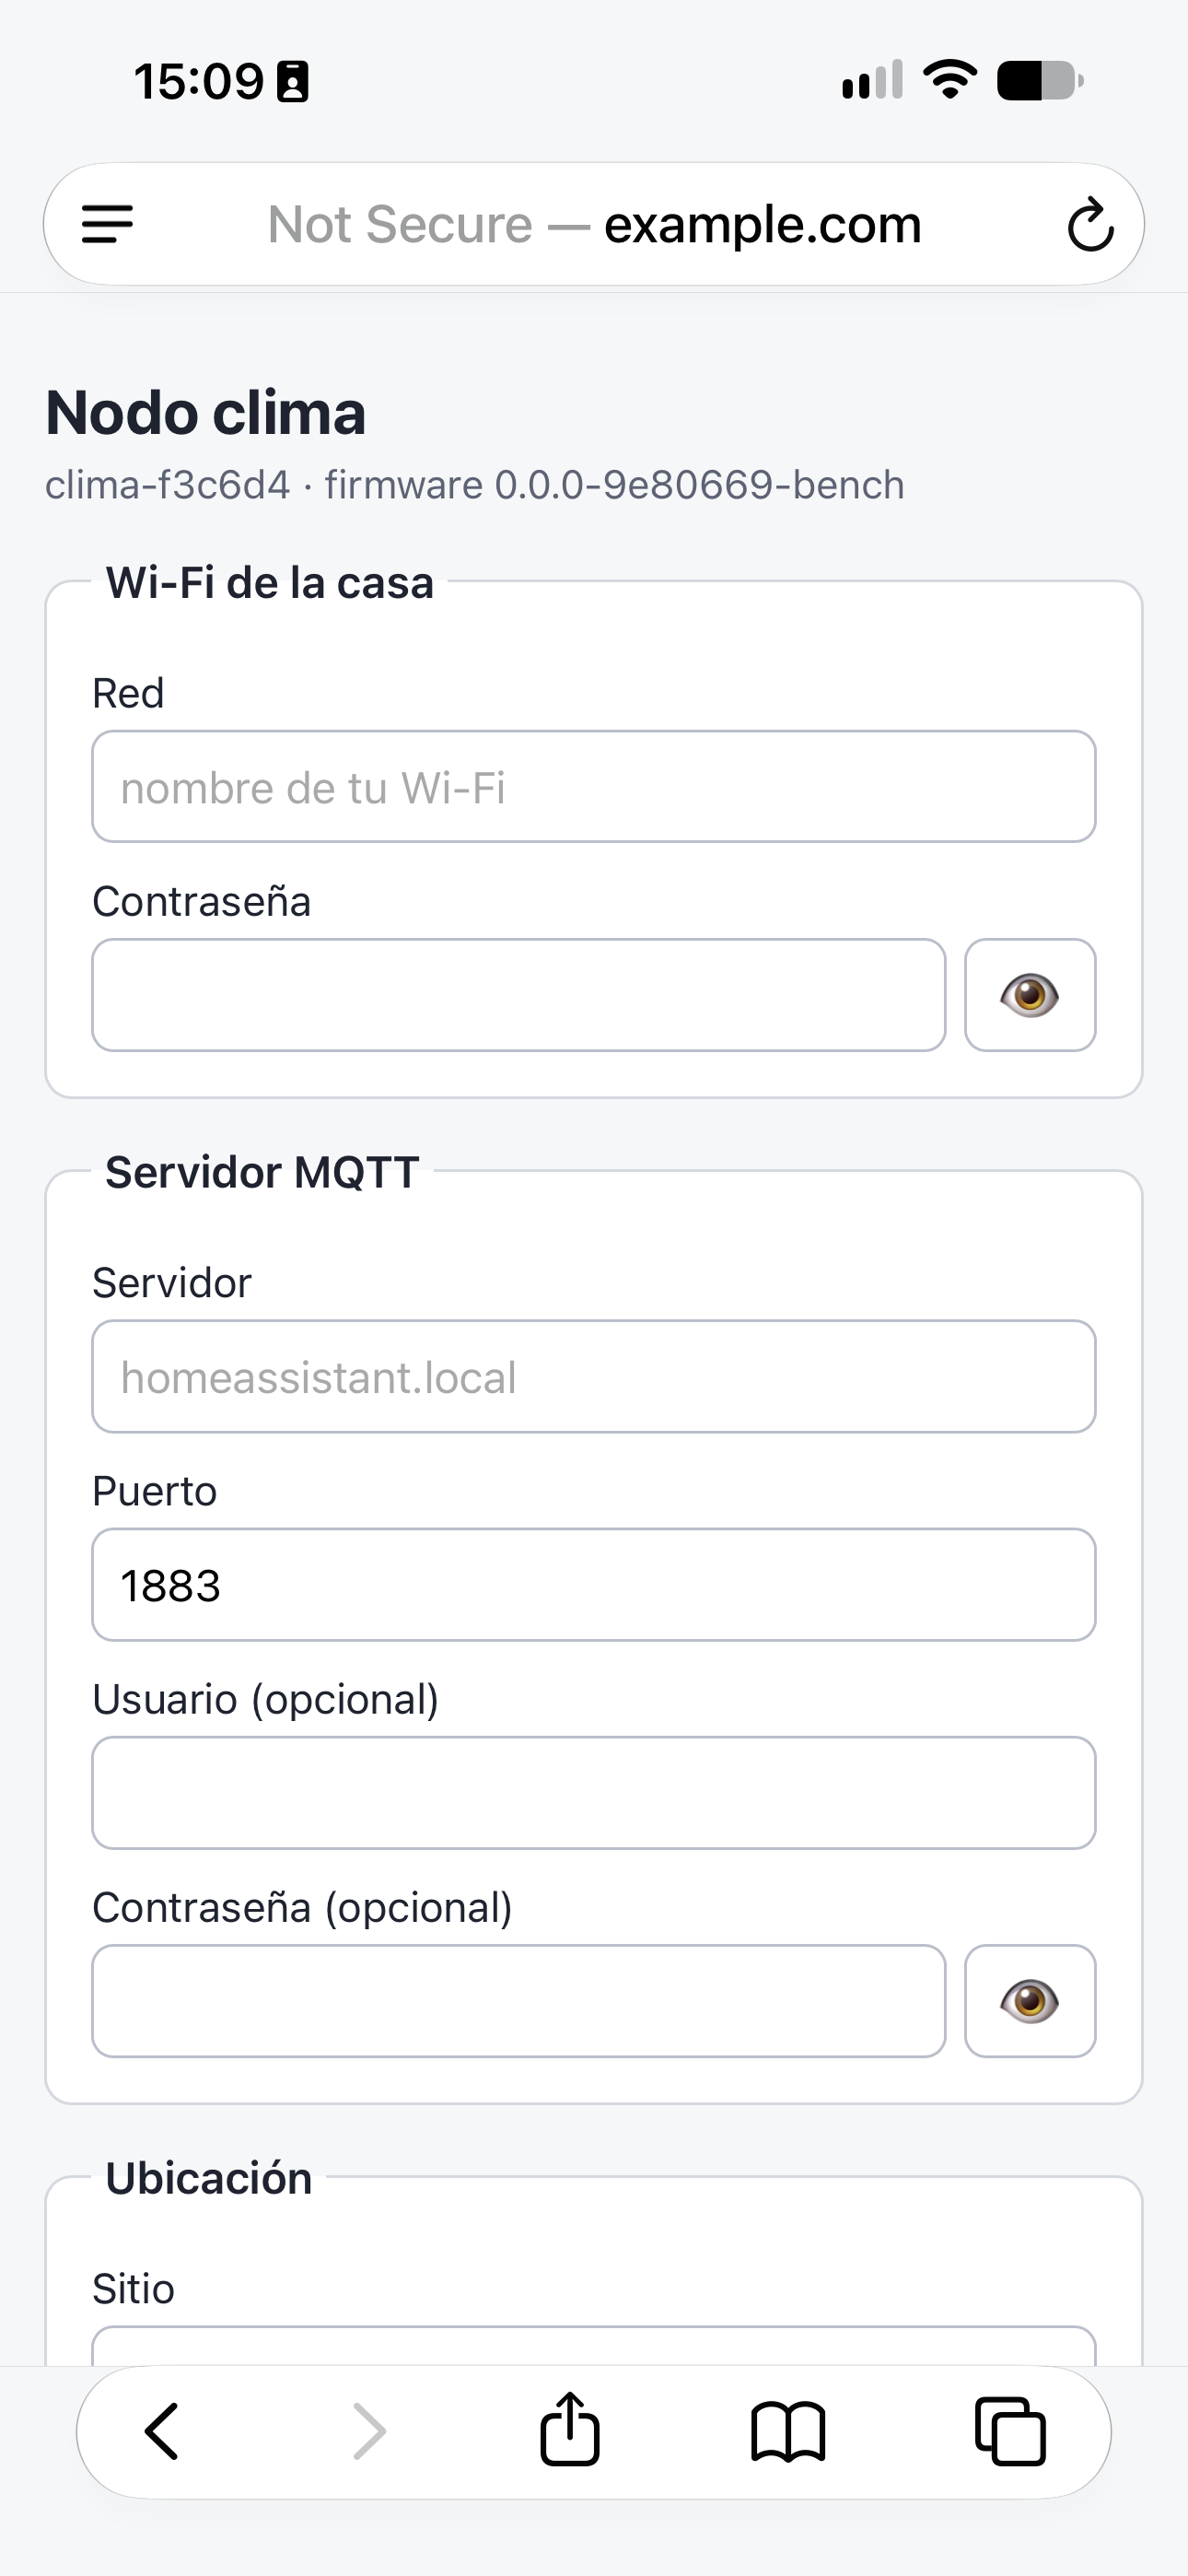 15:09
Not Secure — example.com
Nodo clima
clima-f3c6d4 · firmware 0.0.0-9e80669-bench
Wi-Fi de la casa
Red
nombre de tu Wi-Fi
Contraseña
Servidor MQTT
Servidor
homeassistant.local
Puerto
1883
Usuario (opcional)
Contraseña (opcional)
Ubicación
Sitio